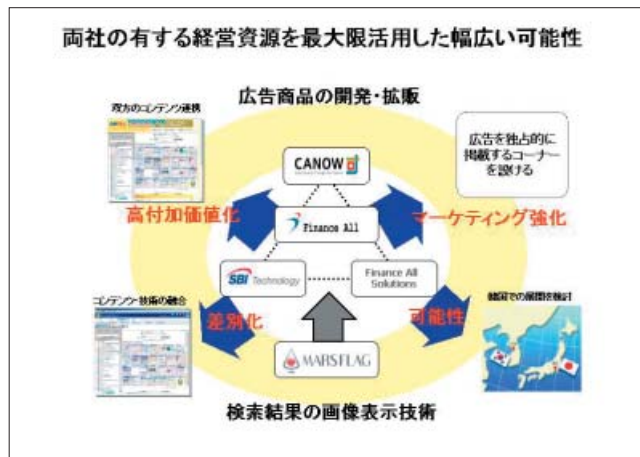 両社の有する経営資源を最大限活用した幅広い可能性
広告商品の開発・拡販
双方のコンテンツ連携
広告を独占的に
掲載するコーナー
を設ける
CANOW
高付加価値化
マーケティング強化
Finance All
SBI Technology
Finance All
Solutions
コンテンツ・技術の融合
差別化
可能性
韓国での展開を検討
MARSFLAG
検索結果の画像表示技術